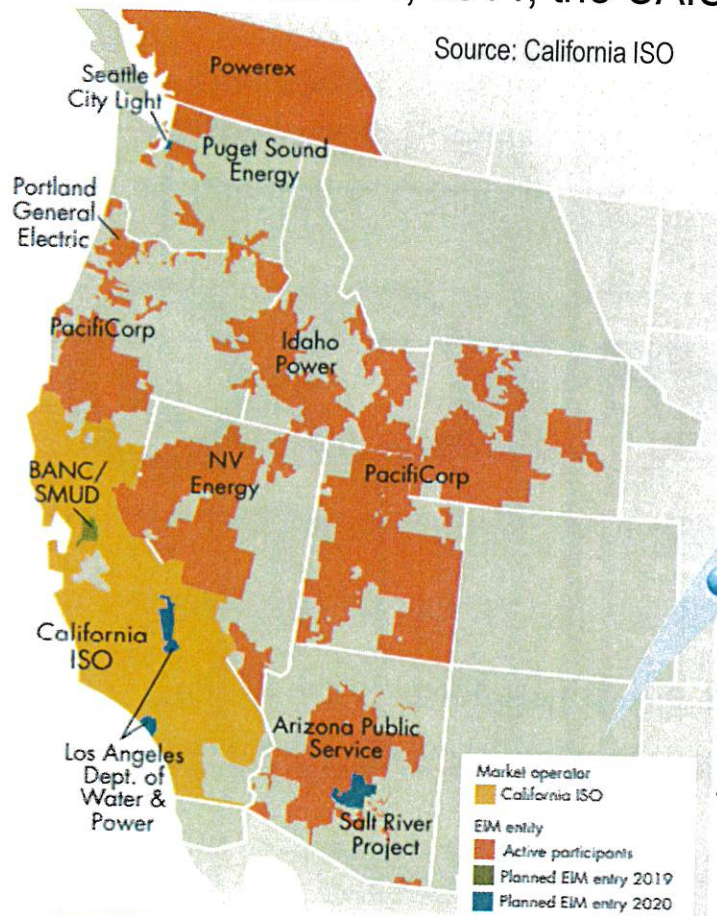 the CAIS
Source: California ISO
Powerex
Seattle
City Light
Puget Sound
Energy
Portland
General
Electric
PacifiCorp
Idaho
Power
BANC/
SMUD
NV
Energy
PacifiCorp
California
ISO
Los Angeles
Dept. of
Water &
Power
Arizona Public
Service
Salt River
Project
Market operator
California ISO
EIM entity
Active participants
Planned EIM entry 2019
Planned EIM entry 2020